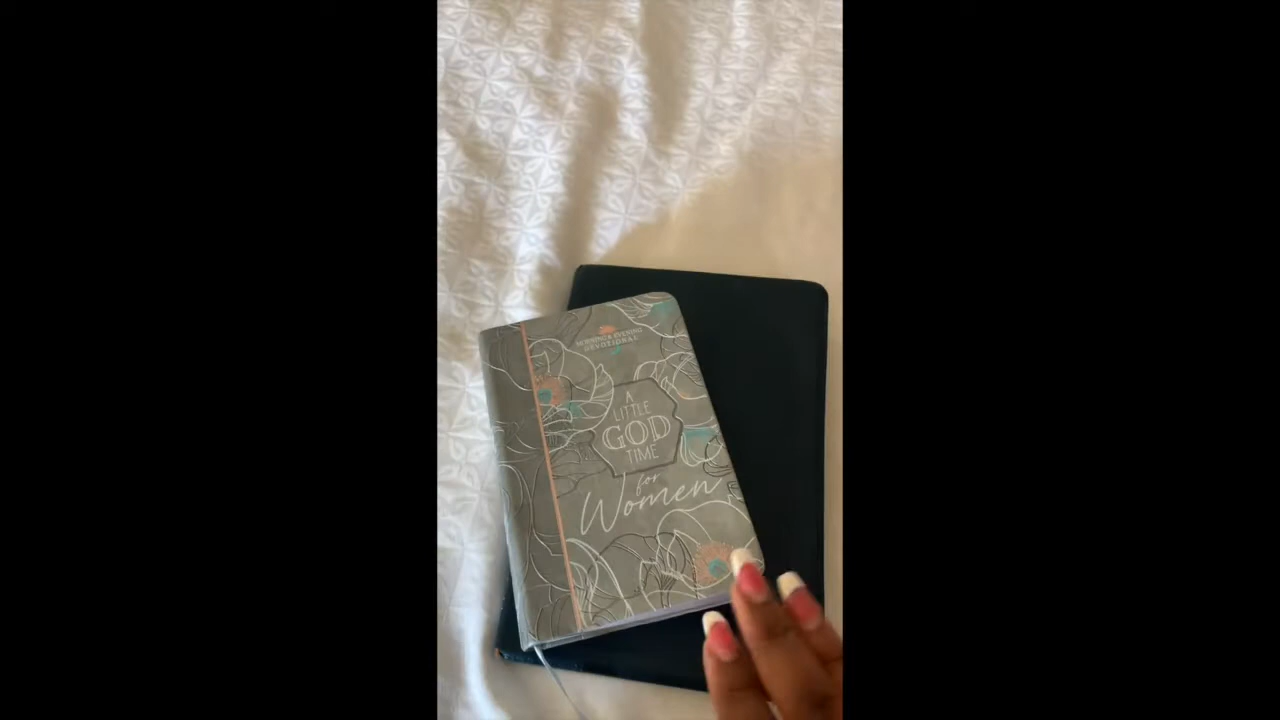 MORNING & EVENING
DEVOTIONAL
A
LITTLE
GOD
TIME
for
Women